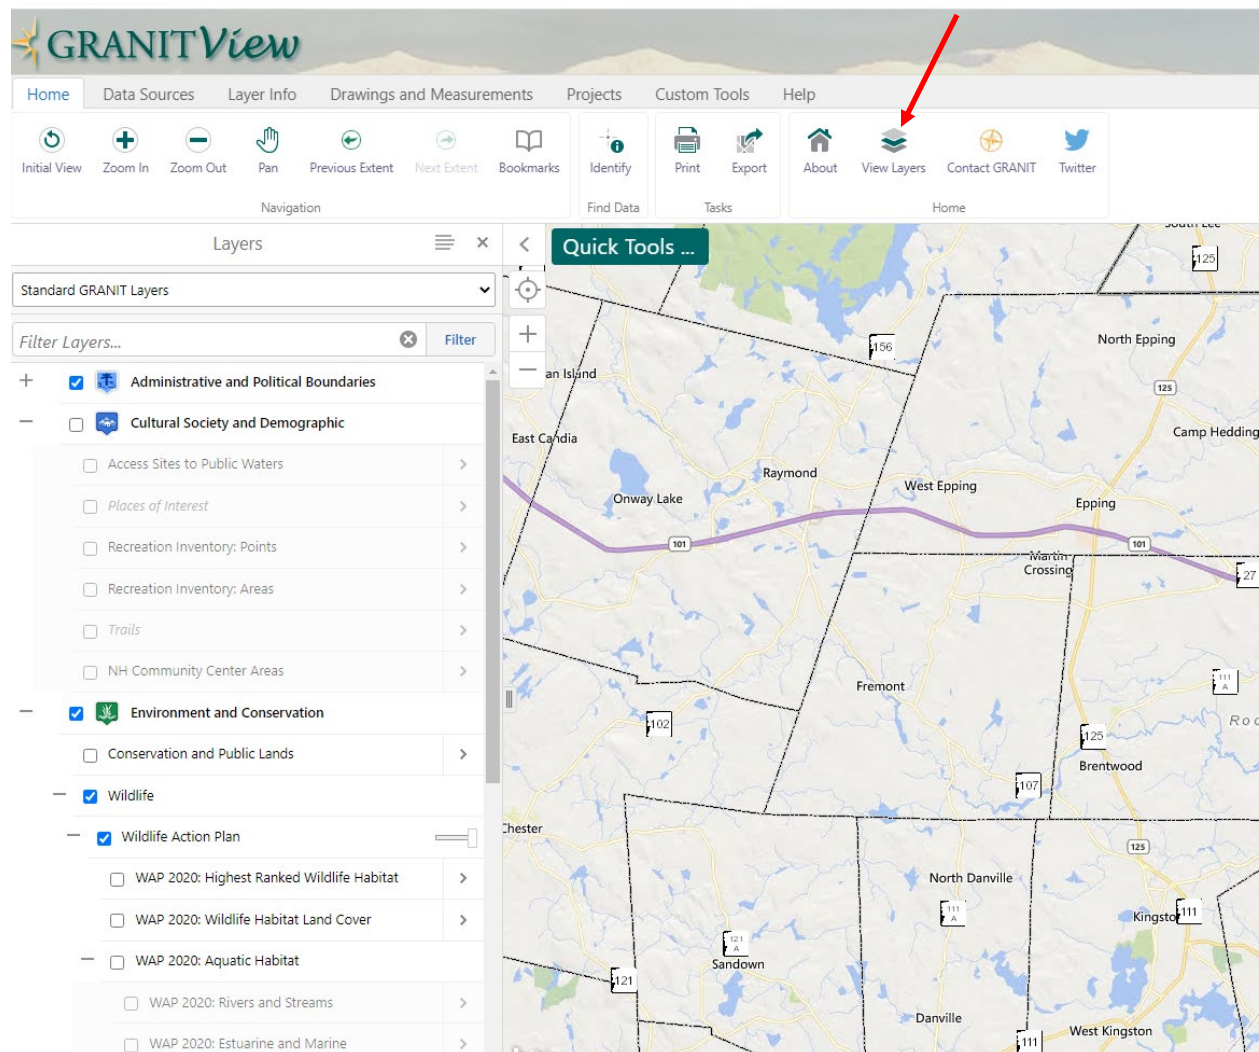 GRANITView
Home Data Sources Layer Info Drawings and Measurements Projects Custom Tools Help
Initial View Zoom In Zoom Out Pan Previous Extent Next Extent Bookmarks Identify Print Export About View Layers Contact GRANIT Twitter
Navigation Find Data Tasks Home
Layers
Standard GRANIT Layers
Filter Layers... Filter
Administrative and Political Boundaries
Cultural Society and Demographic
Access Sites to Public Waters
Places of Interest
Recreation Inventory: Points
Recreation Inventory: Areas
Trails
NH Community Center Areas
Environment and Conservation
Conservation and Public Lands
Wildlife
Wildlife Action Plan
WAP 2020: Highest Ranked Wildlife Habitat
WAP 2020: Wildlife Habitat Land Cover
WAP 2020: Aquatic Habitat
WAP 2020: Rivers and Streams
WAP 2020: Estuarine and Marine
Quick Tools ...
125
156
North Epping
an Island
125
East Candia
Camp Hedding
Raymond
West Epping
Onway Lake
Epping
101
101
Martin
Crossing
27
Fremont
111
A
102
125
Brentwood
107
Chester
125
North Danville
111
A
Kingsto
111
121
A
Sandown
121
Danville
West Kingston
111